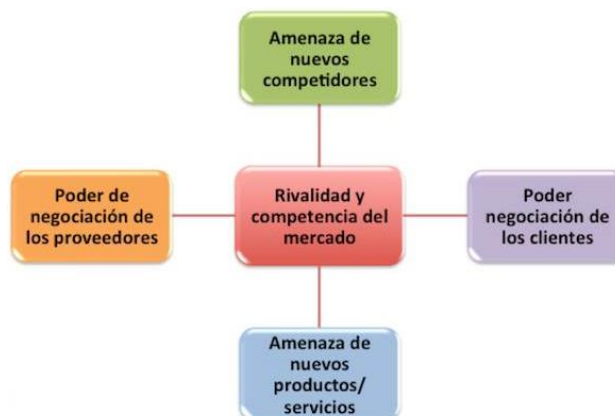 Amenaza de
nuevos
competidores
Poder de
negociación de
los proveedores
Rivalidad y
competencia del
mercado
Poder
negociación de
los clientes
Amenaza de
nuevos
productos/
servicios